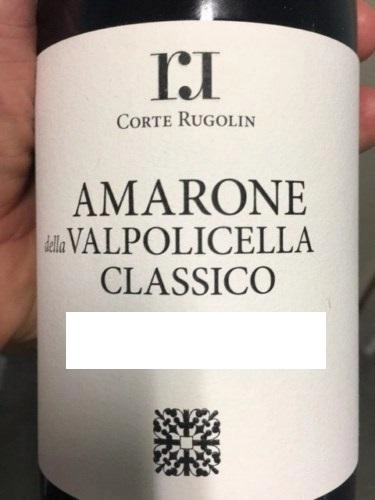 rr
CORTE RUGOLIN
AMARONE
della VALPOLICELLA
CLASSICO